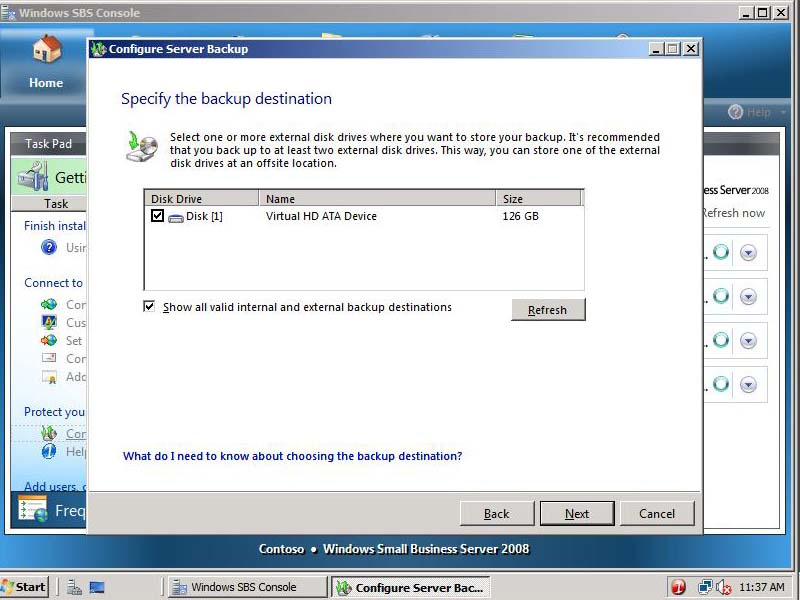 Windows SBS Console
Configure Server Backup
Home
Help
Specify the backup destination
Task Pad
Select one or more external disk drives where you want to store your backup. It's recommended
that you back up to at least two external disk drives. This way, you can store one of the external
disk drives at an offsite location.
Server 2008
Refresh now
Task
Disk Drive Name Size
Disk [1] Virtual HD ATA Device 126 GB
Finish
Connect to
Set
Show all valid internal and external backup destinations
Refresh
Protect
What do I need to know about choosing the backup destination?
Add users,
Back Next Cancel
Contoso • Windows Small Business Server 2008
Start Windows SBS Console Configure Server Bac... 11:37 AM